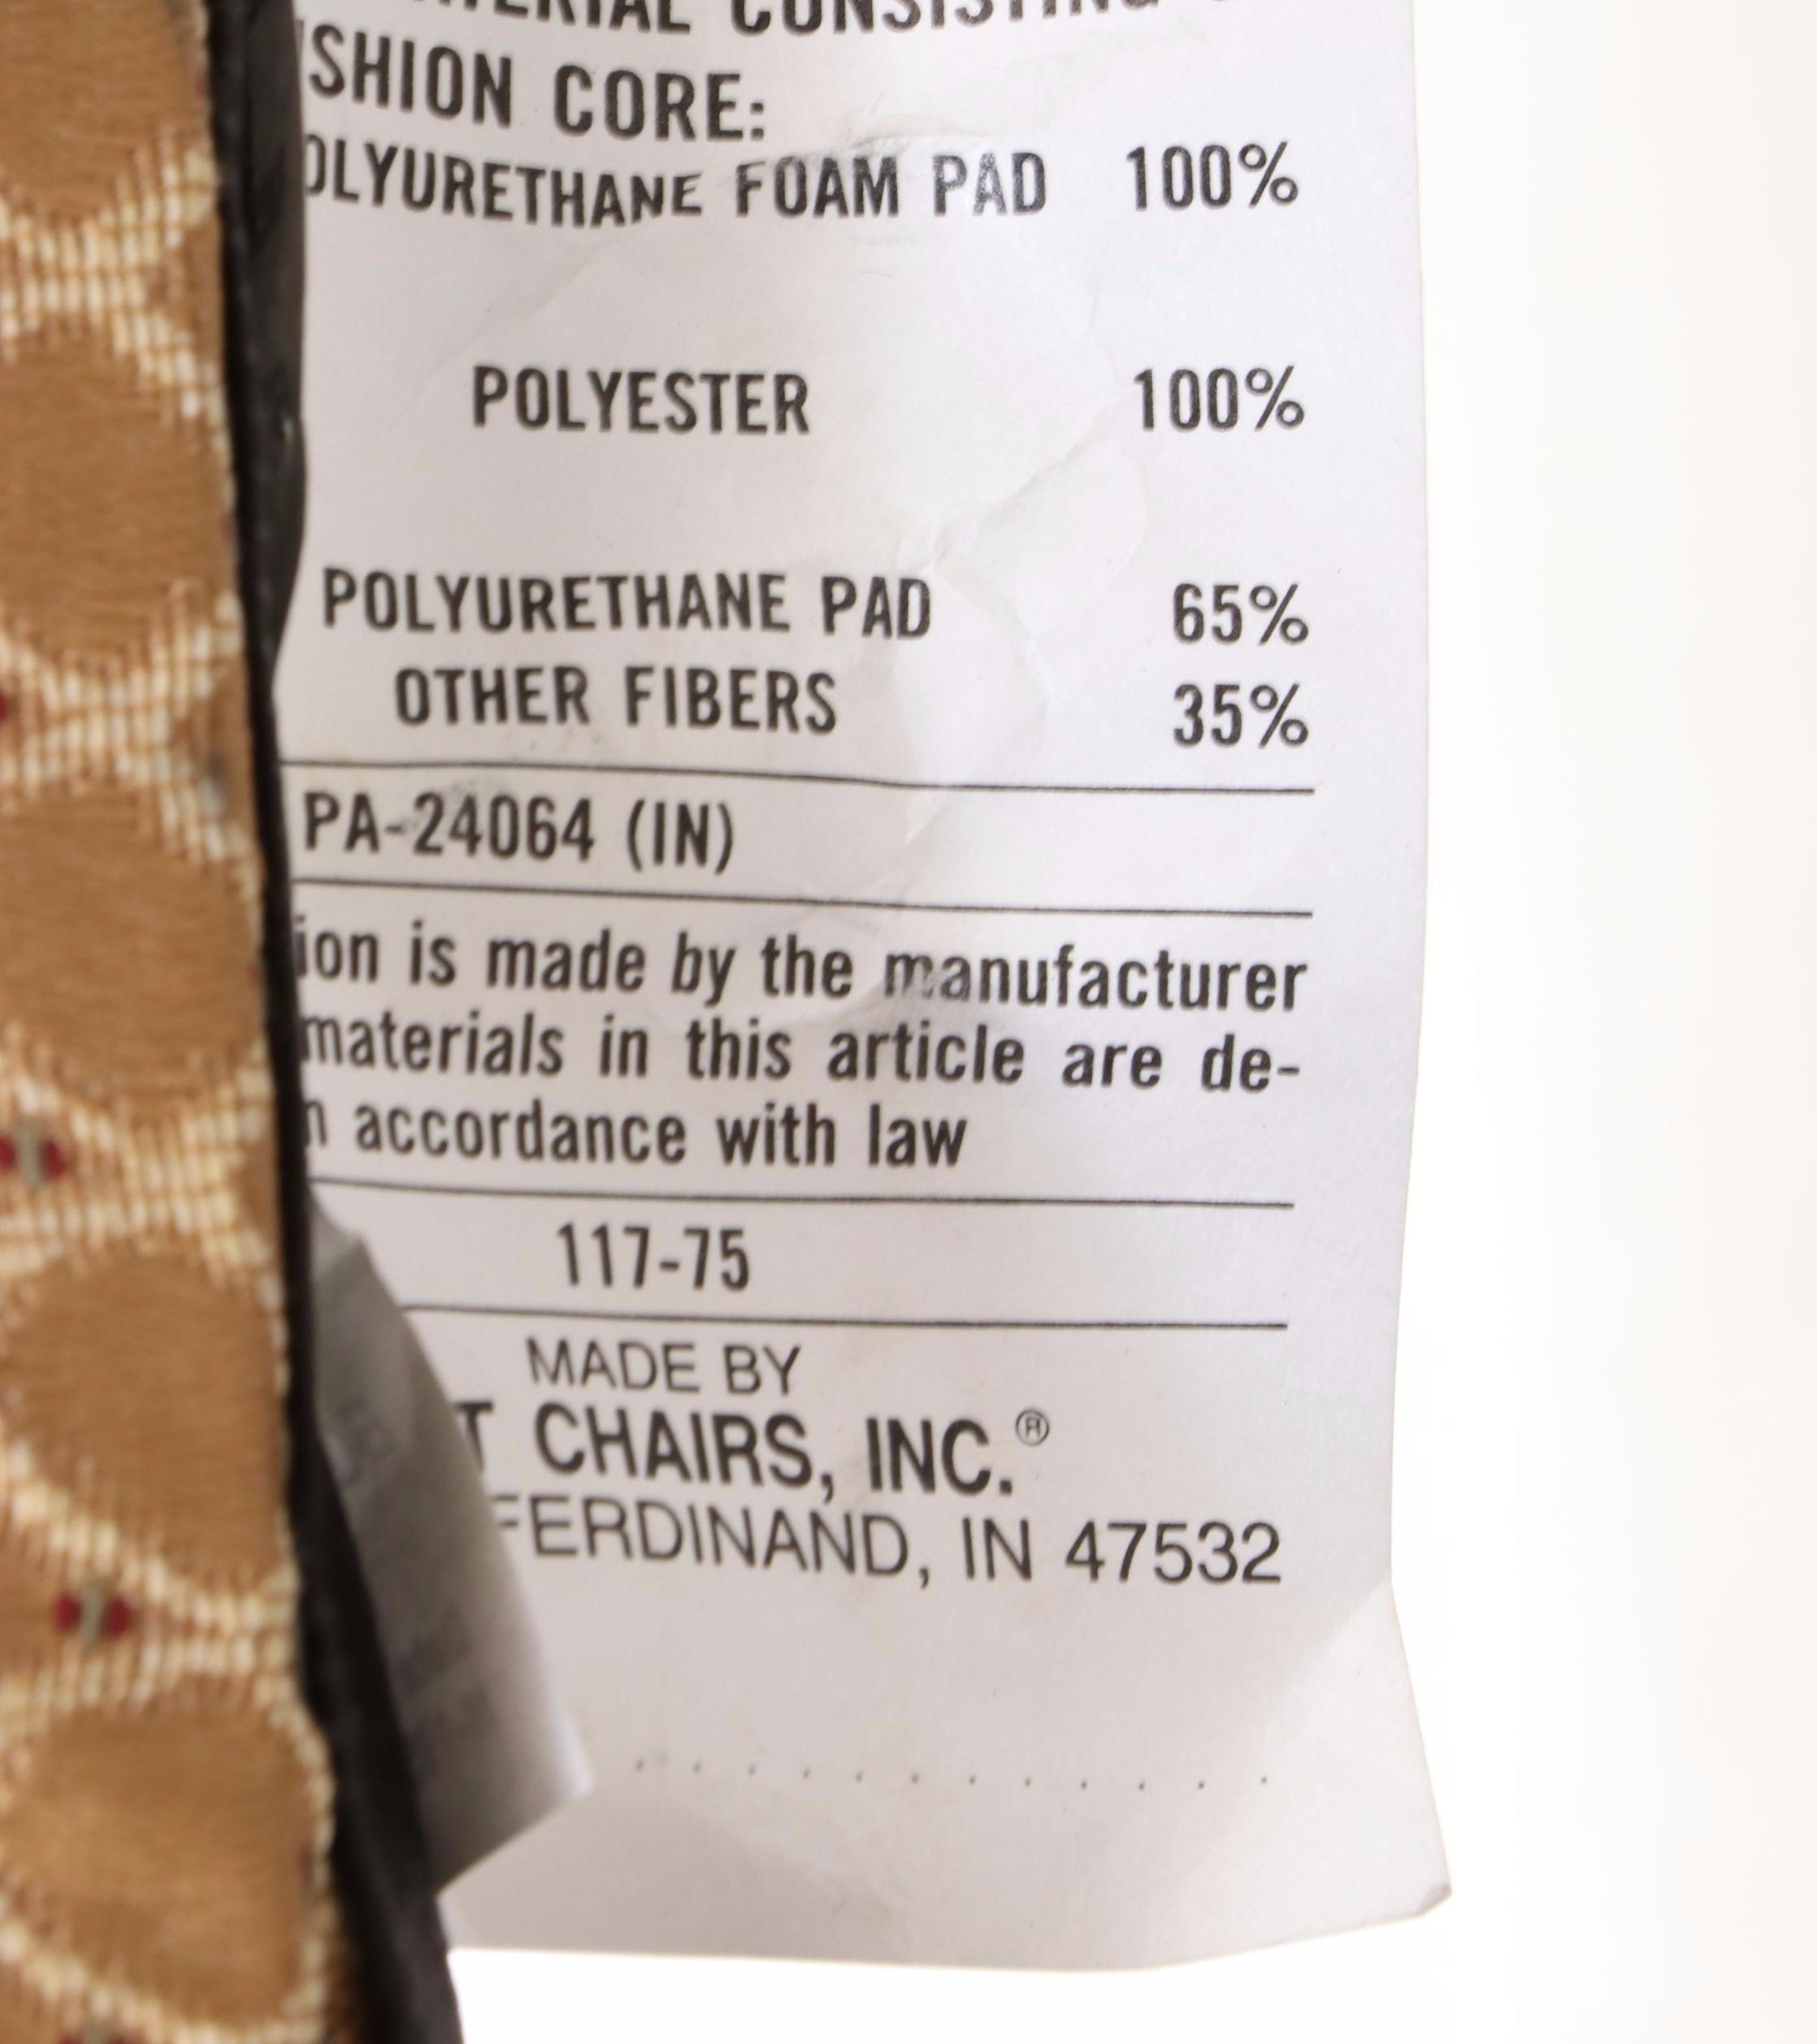 MATERIAL CONSISTING
SHION CORE:
OLYURETHANE FOAM PAD 100%
POLYESTER 100%
POLYURETHANE PAD 65%
OTHER FIBERS 35%
PA-24064 (IN)
ion is made by the manufacturer
materials in this article are de-
n accordance with law
117-75
MADE BY
T CHAIRS, INC.®
FERDINAND, IN 47532